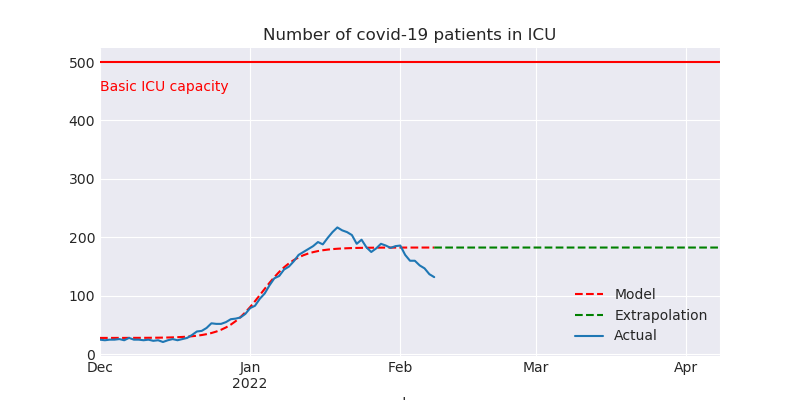 Number of covid-19 patients in ICU
500
Basic ICU capacity
400
300
200
100
0
Model
Extrapolation
Actual
Dec Jan Feb Mar Apr
2022